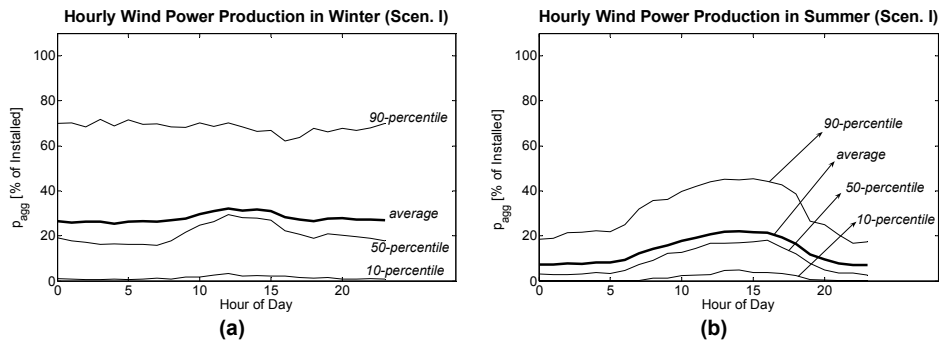 Hourly Wind Power Production in Winter (Scen. I)
100
80
60
40
20
0
p_agg [% of Installed]
90-percentile
average
50-percentile
10-percentile
0 5 10 15 20
Hour of Day
(a)
Hourly Wind Power Production in Summer (Scen. I)
100
80
60
40
20
0
p_agg [% of Installed]
90-percentile
average
50-percentile
10-percentile
0 5 10 15 20
Hour of Day
(b)